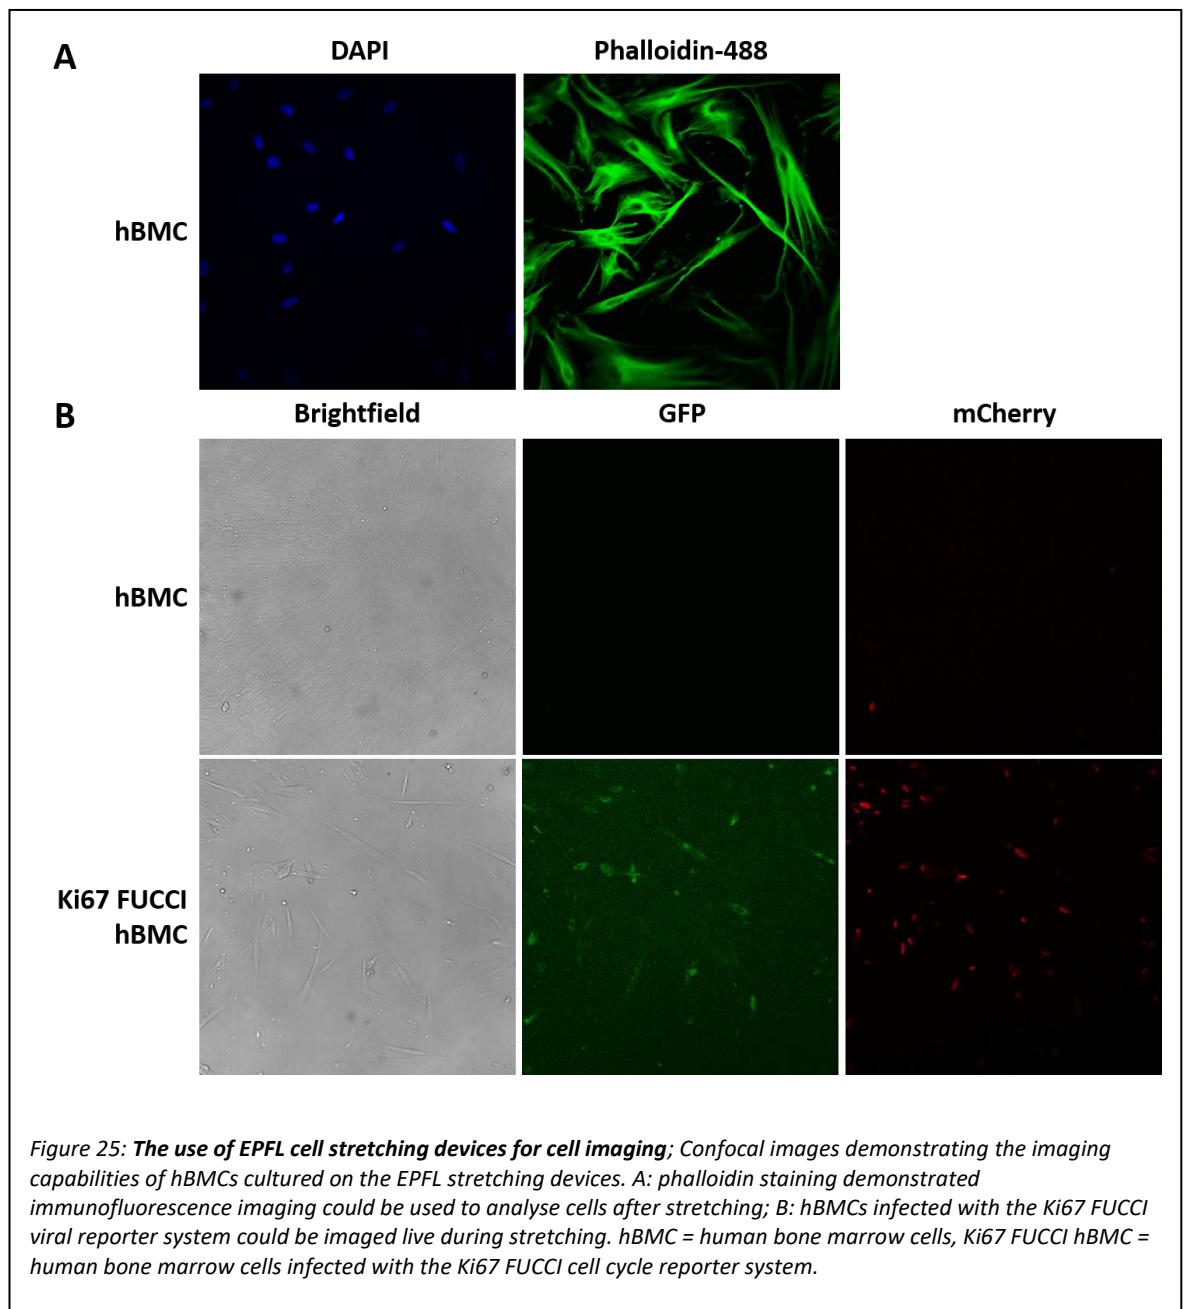 A
DAPI
Phalloidin-488
hBMC
B
Brightfield
GFP
mCherry
hBMC
Ki67 FUCCI
hBMC
Figure 25: The use of EPFL cell stretching devices for cell imaging; Confocal images demonstrating the imaging
capabilities of hBMCs cultured on the EPFL stretching devices. A: phalloidin staining demonstrated
immunofluorescence imaging could be used to analyse cells after stretching; B: hBMCs infected with the Ki67 FUCCI
viral reporter system could be imaged live during stretching. hBMC = human bone marrow cells, Ki67 FUCCI hBMC =
human bone marrow cells infected with the Ki67 FUCCI cell cycle reporter system.